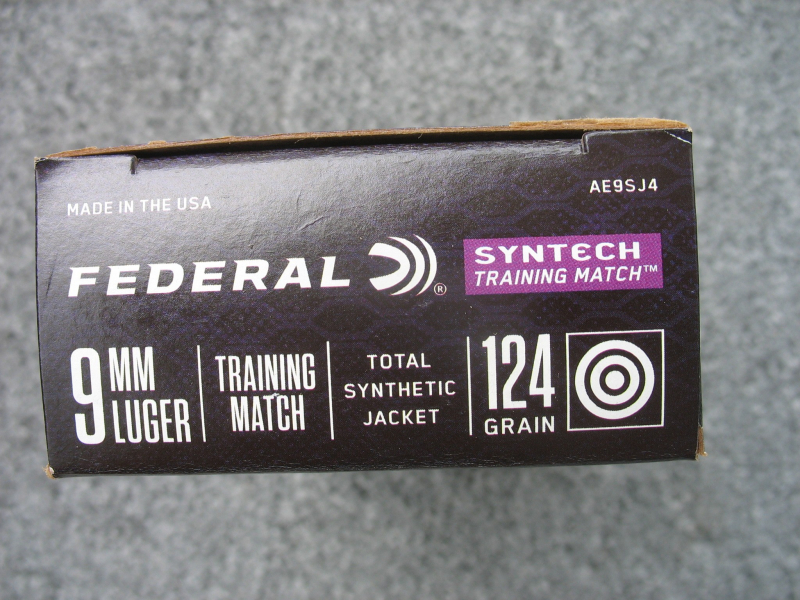 MADE IN THE USA
AE9SJ4
FEDERAL®
SYNTECH
TRAINING MATCH™
9 MM LUGER
TRAINING MATCH
TOTAL SYNTHETIC JACKET
124 GRAIN